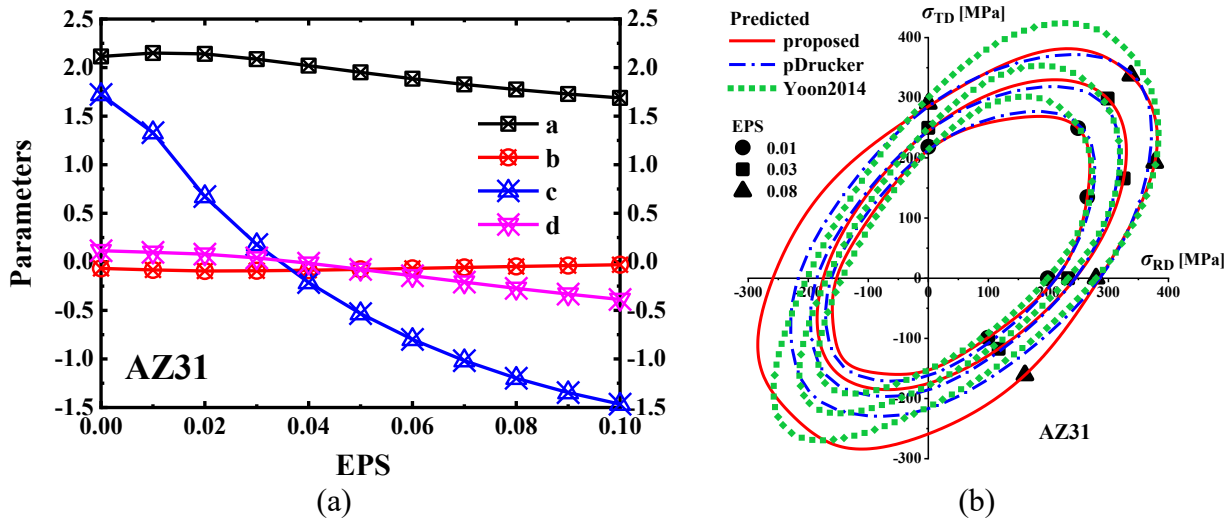 (a)
2.5
2.0
1.5
1.0
0.5
0.0
-0.5
-1.0
-1.5
Parameters
a
b
c
d
AZ31
2.5
2.0
1.5
1.0
0.5
0.0
-0.5
-1.0
-1.5
0.00 0.02 0.04 0.06 0.08 0.10
EPS
(a)
(b)
Predicted
proposed
pDrucker
Yoon2014
EPS
0.01
0.03
0.08
σTD [MPa]
400
300
200
100
0
-100
-200
-300
σRD [MPa]
-300 -200 -100 0 100 200 300 400
AZ31
(b)